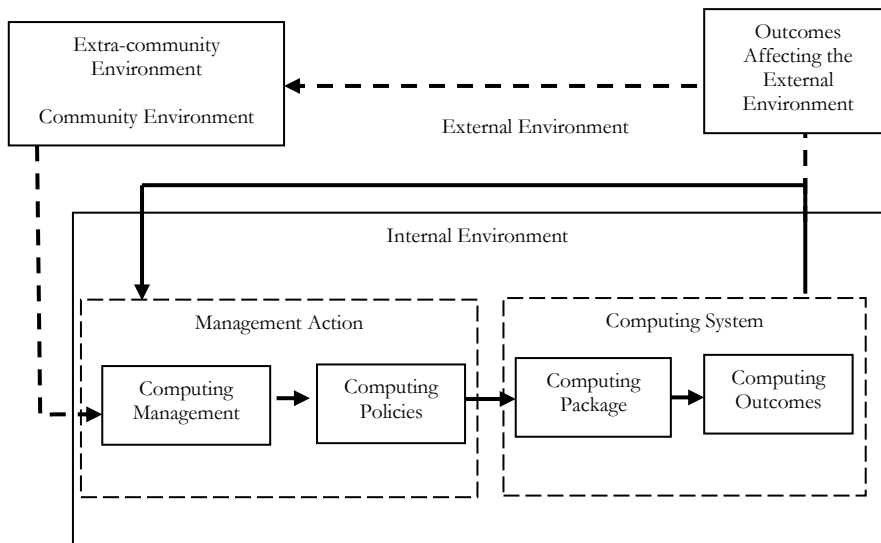 Extra-community
Environment
Community Environment
Outcomes
Affecting the
External
Environment
External Environment
Internal Environment
Management Action
Computing
Management
Computing
Policies
Computing System
Computing
Package
Computing
Outcomes